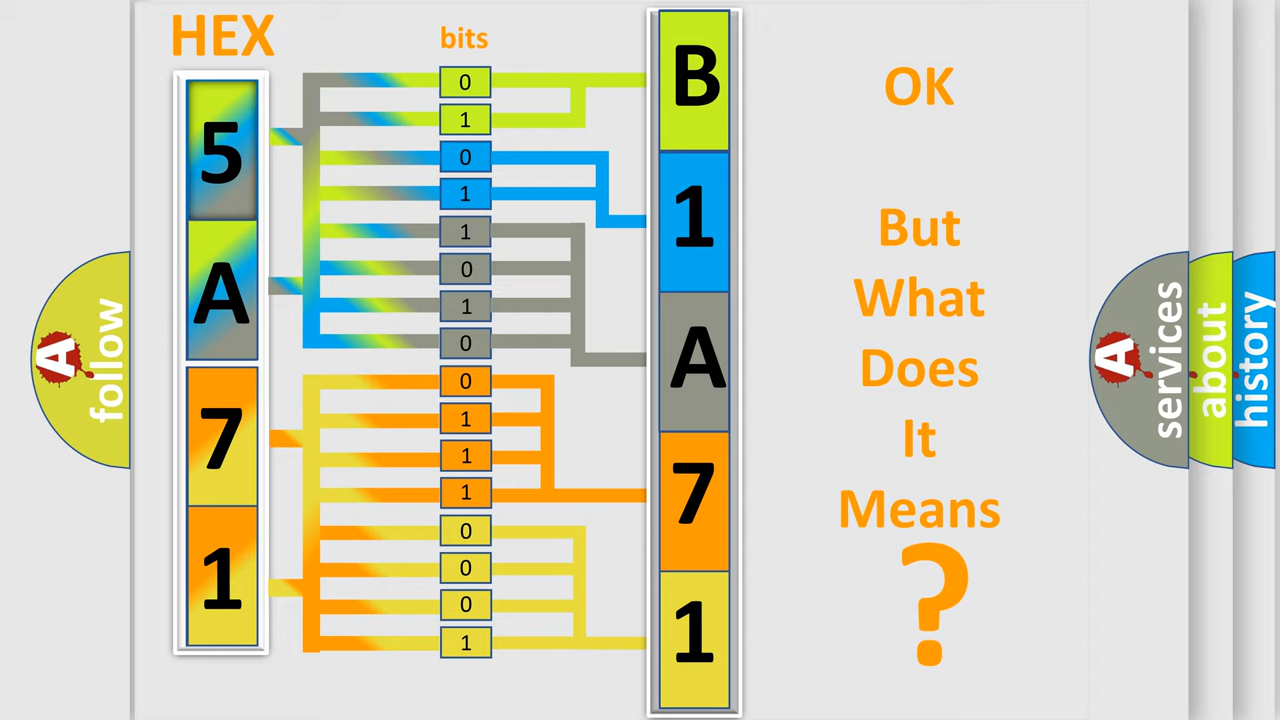 HEX
bits
5
A
7
1
0
1
0
1
1
0
1
0
0
1
1
1
0
0
0
1
B
1
A
7
1
OK
But
What
Does
It
Means
?
A
follow
A
services
about
history